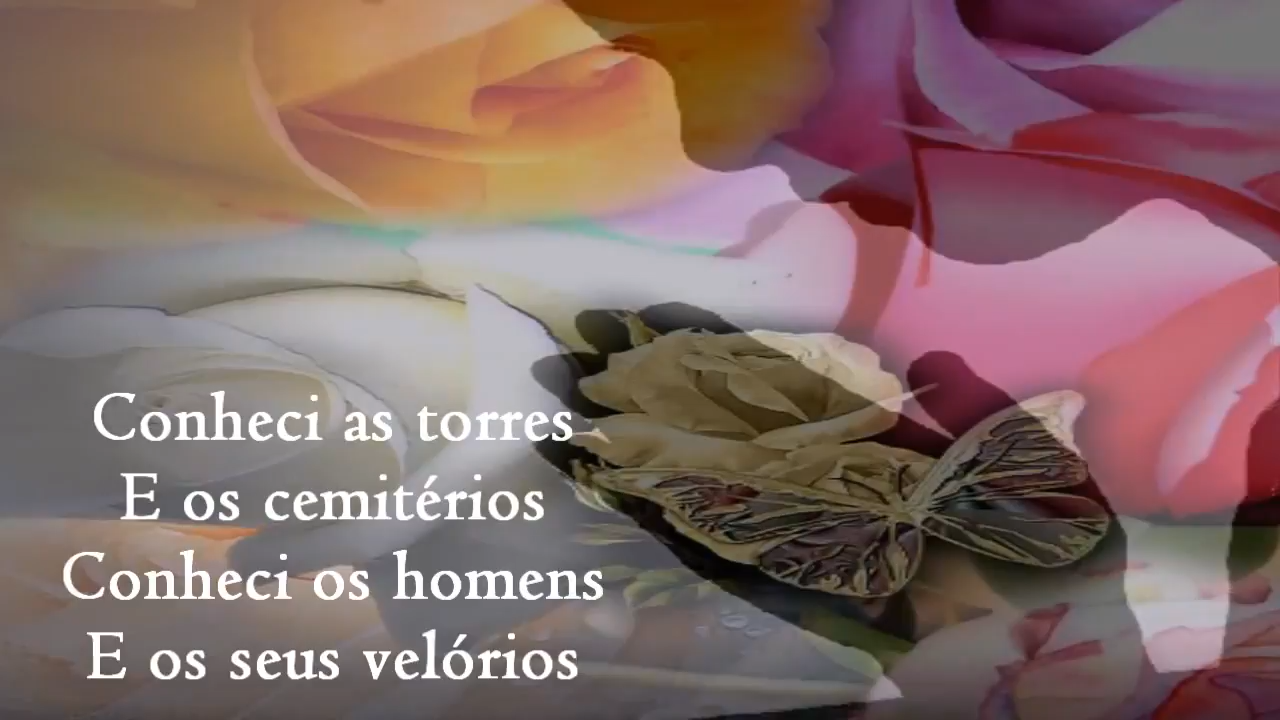 Conheci as torres
E os cemitérios
Conheci os homens
E os seus velórios